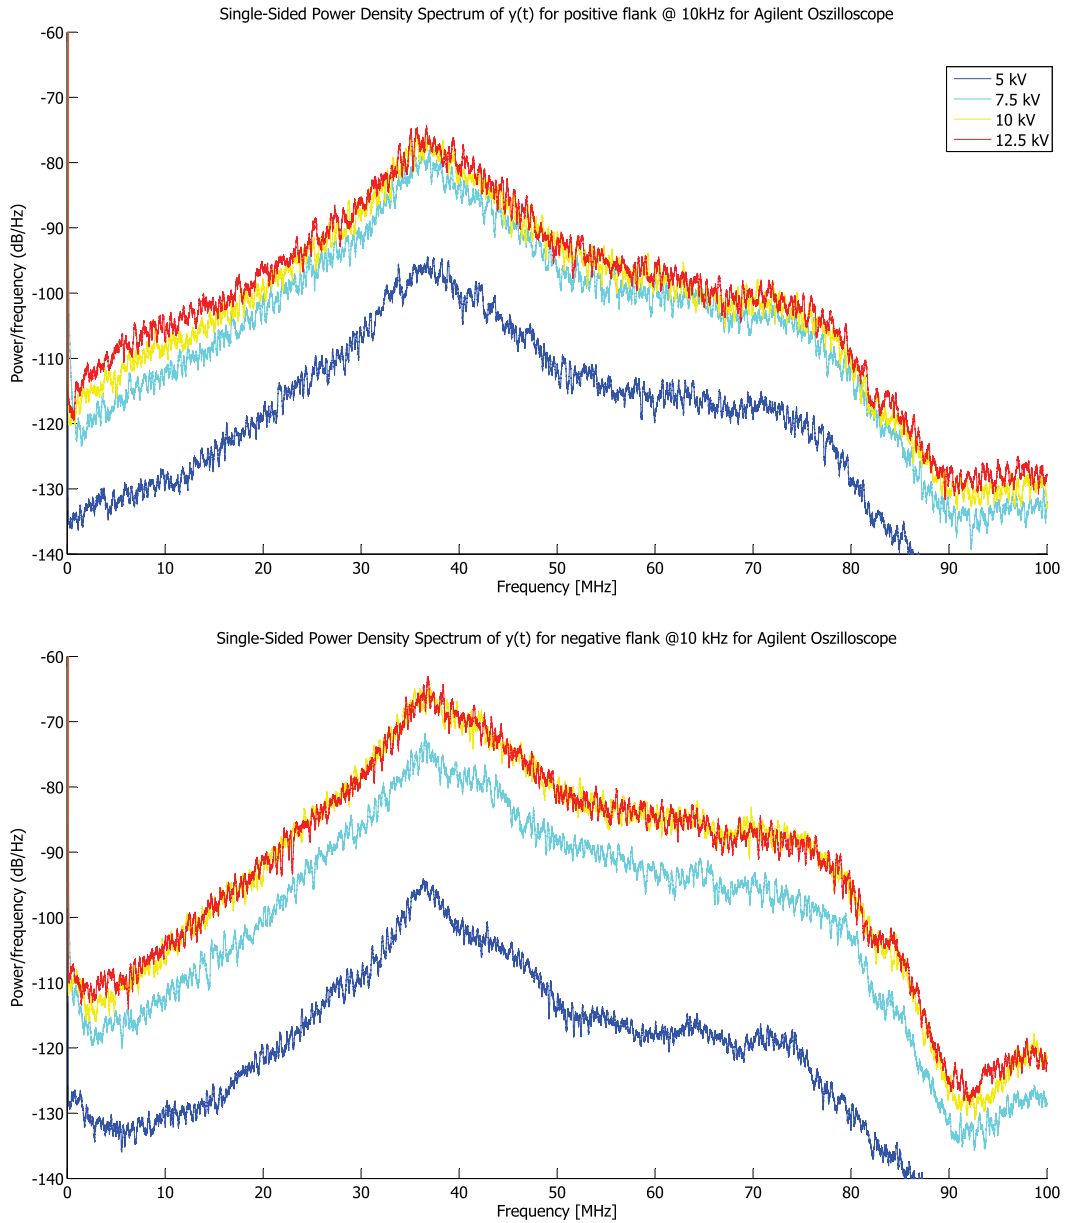 Single-Sided Power Density Spectrum of y(t) for positive flank @ 10kHz for Agilent Oszilloscope
-60
-70
-80
-90
-100
-110
-120
-130
-140
Power/frequency (dB/Hz)
5 kV
7.5 kV
10 kV
12.5 kV
0 10 20 30 40 50 60 70 80 90 100
Frequency [MHz]
Single-Sided Power Density Spectrum of y(t) for negative flank @10 kHz for Agilent Oszilloscope
-60
-70
-80
-90
-100
-110
-120
-130
-140
Power/frequency (dB/Hz)
0 10 20 30 40 50 60 70 80 90 100
Frequency [MHz]